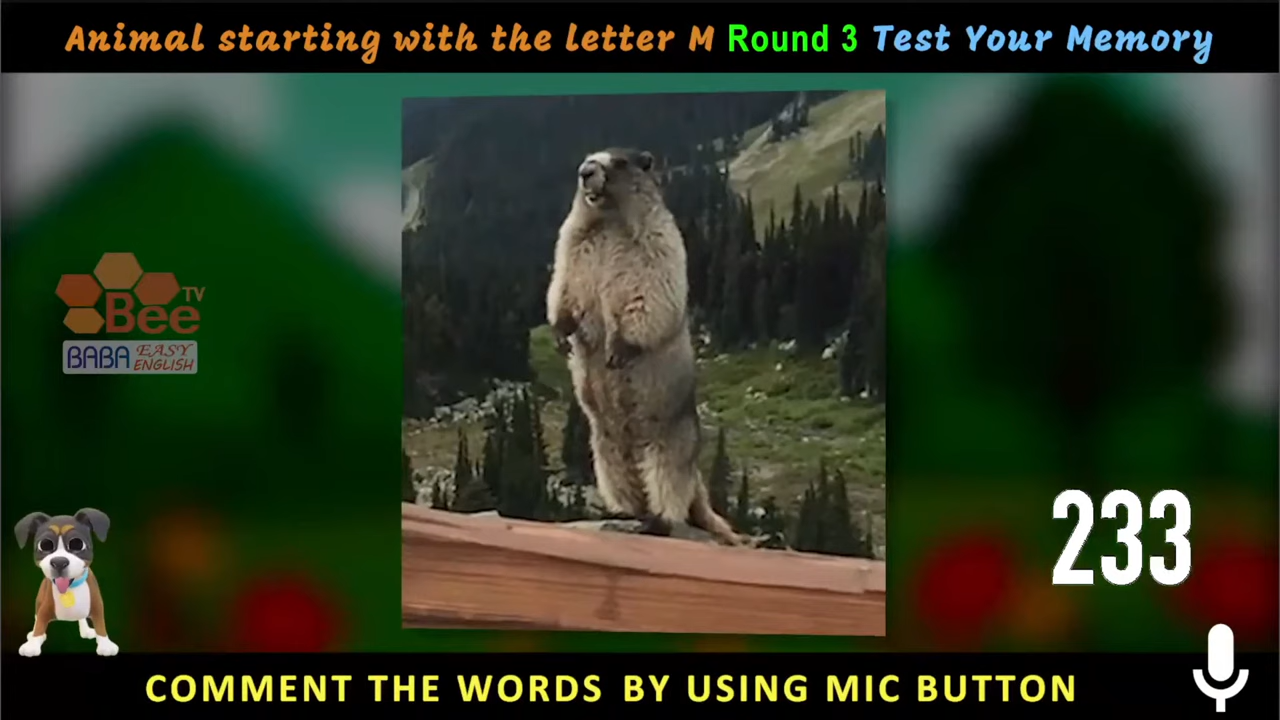 Animal starting with the letter M Round 3 Test Your Memory
Bee TV
BABA EASY ENGLISH
233
COMMENT THE WORDS BY USING MIC BUTTON